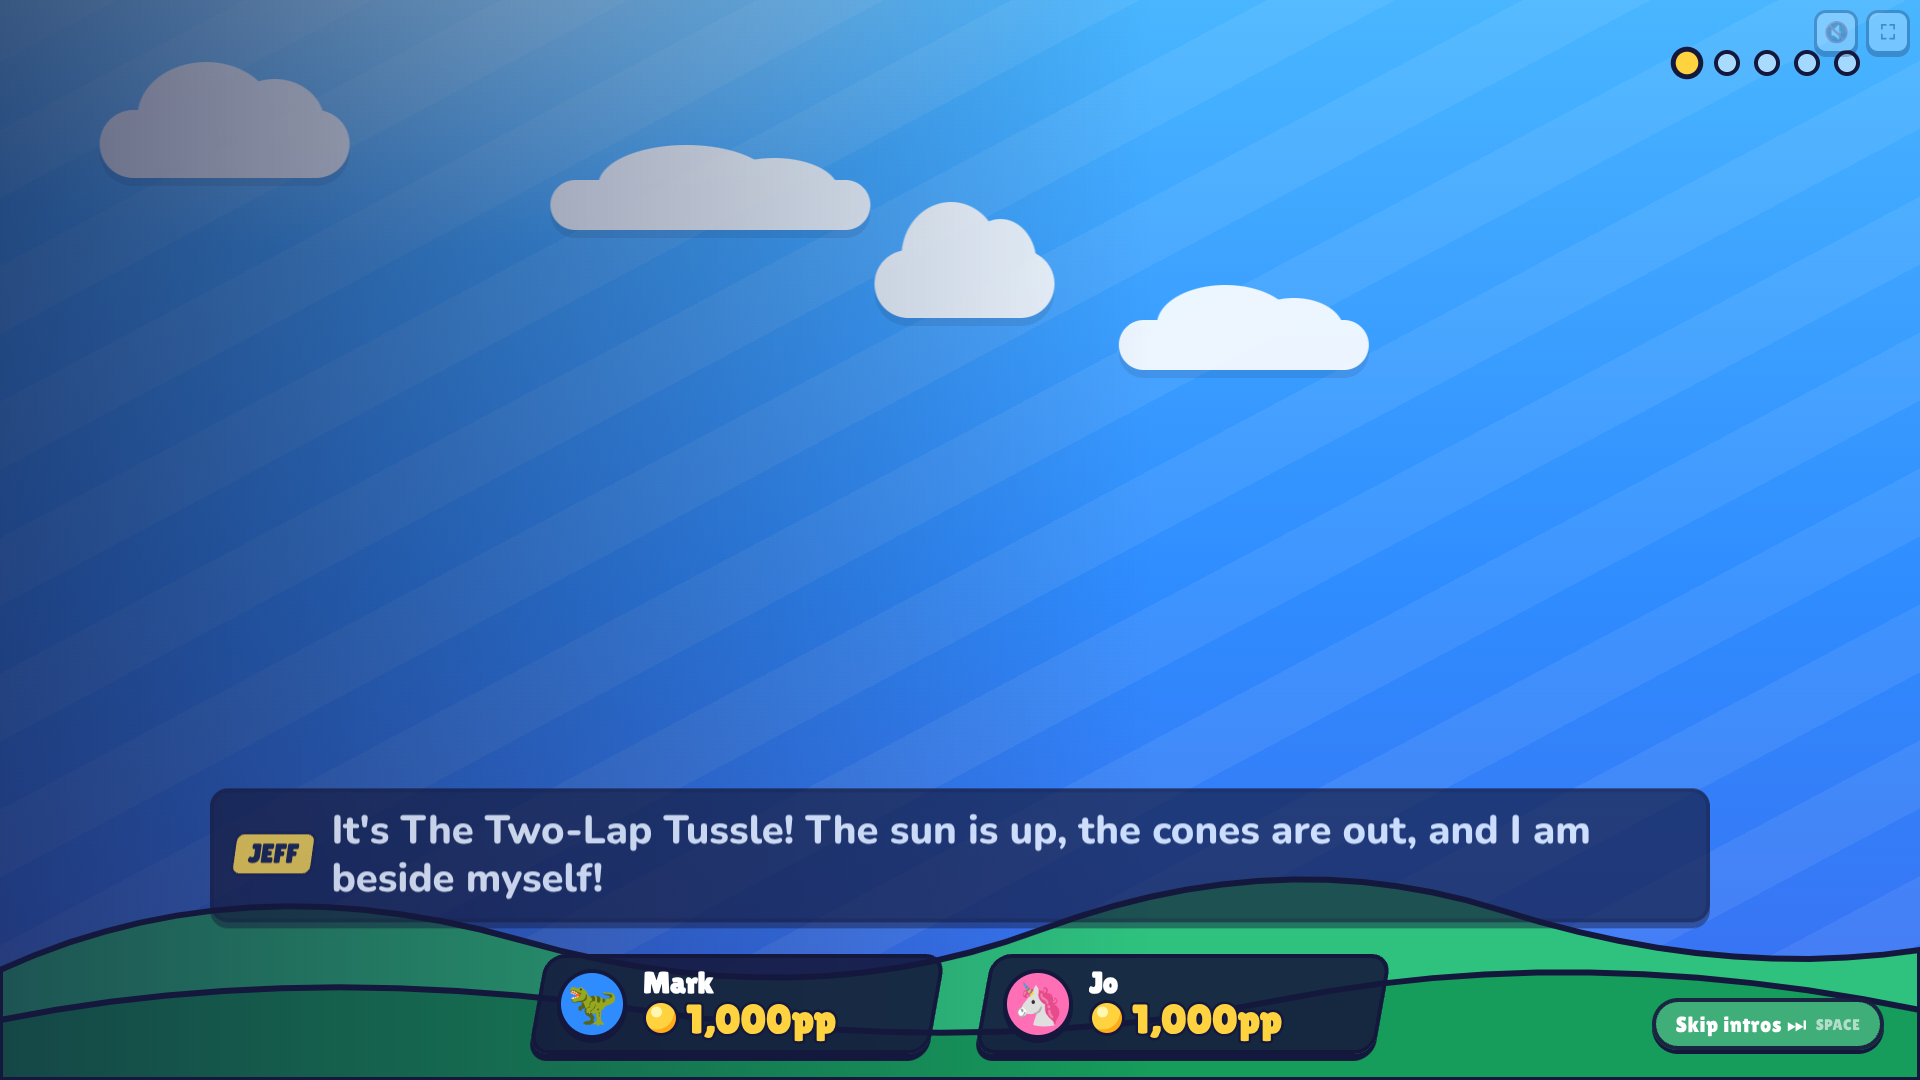 JEFF
It's The Two-Lap Tussle! The sun is up, the cones are out, and I am
beside myself!
Mark
1,000pp
Jo
1,000pp
Skip intros SPACE